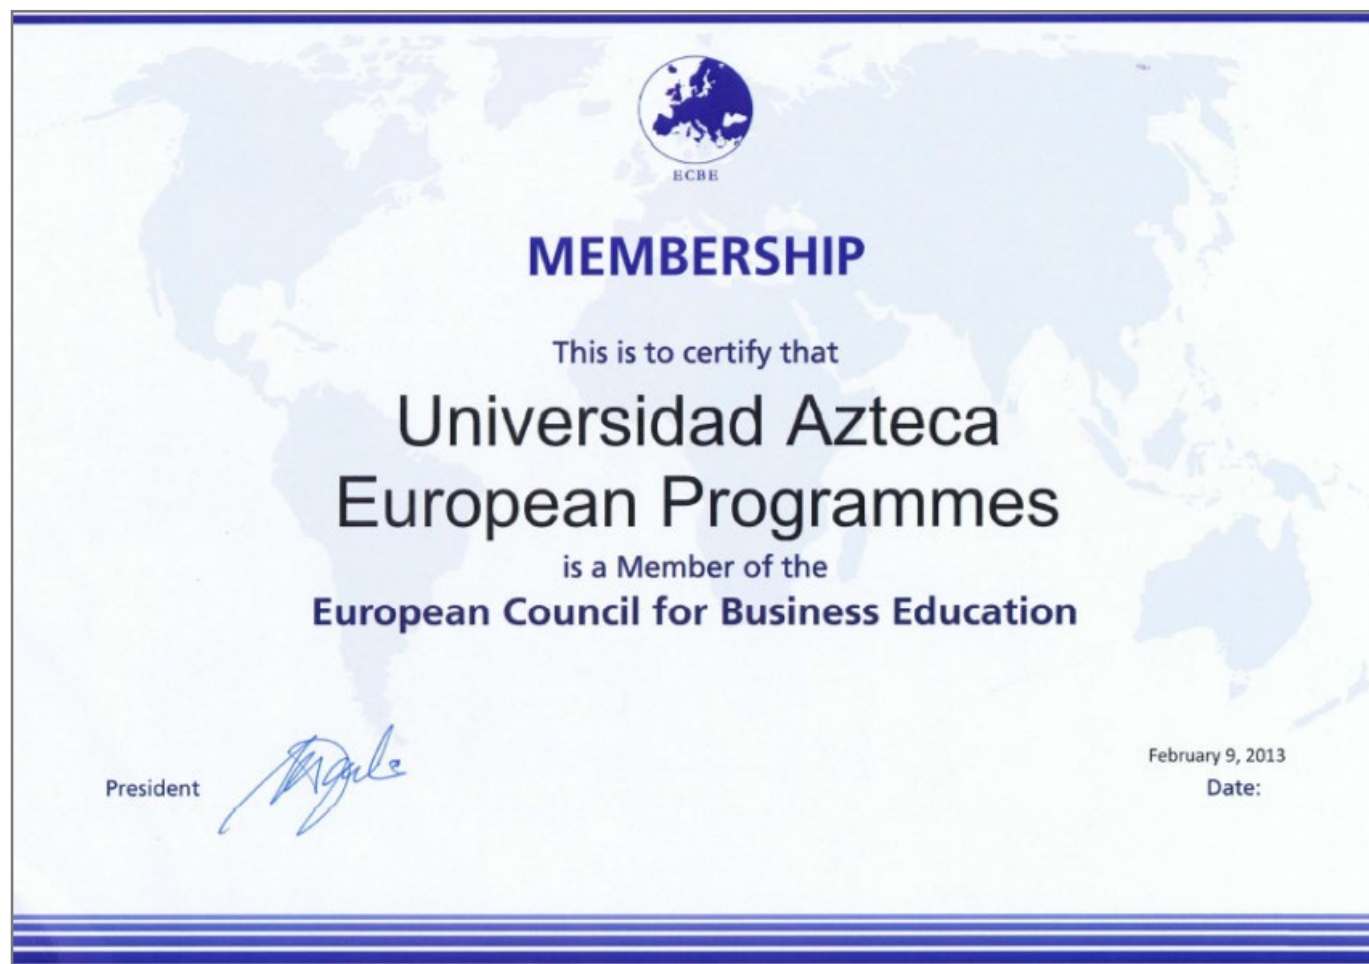 ECBE
MEMBERSHIP
This is to certify that
Universidad Azteca
European Programmes
is a Member of the
European Council for Business Education
February 9, 2013
President
Date: